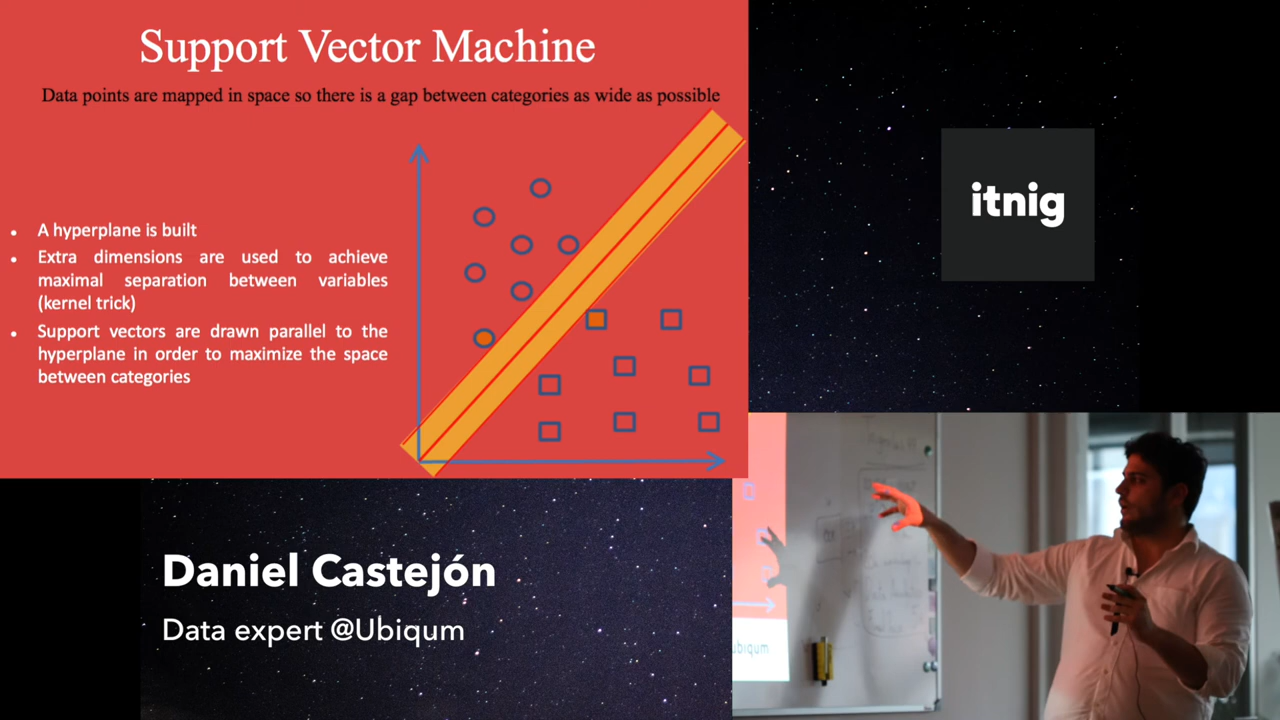 Support Vector Machine
Data points are mapped in space so there is a gap between categories as wide as possible
• A hyperplane is built
• Extra dimensions are used to achieve
maximal separation between variables
(kernel trick)
• Support vectors are drawn parallel to the
hyperplane in order to maximize the space
between categories
itnig
Daniel Castejón
Data expert @Ubiqum
ubiqum